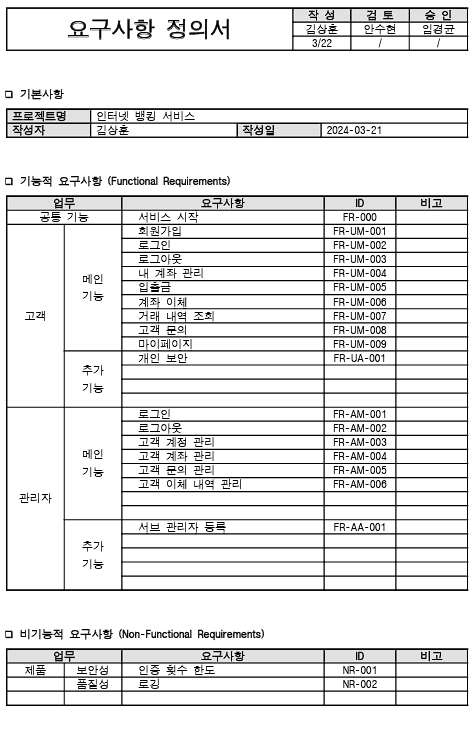 요구사항 정의서
작 성 검 토 승 인
김상훈 안수현 임경균
3/22 / /
❏ 기본사항
프로젝트명 인터넷 뱅킹 서비스
작성자 김상훈 작성일 2024-03-21
❏ 기능적 요구사항 (Functional Requirements)
업무 요구사항 ID 비고
공통 기능 서비스 시작 FR-000
고객 메인 기능 회원가입 FR-UM-001
로그인 FR-UM-002
로그아웃 FR-UM-003
내 계좌 관리 FR-UM-004
입출금 FR-UM-005
계좌 이체 FR-UM-006
거래 내역 조회 FR-UM-007
고객 문의 FR-UM-008
마이페이지 FR-UM-009
추가 기능 개인 보안 FR-UA-001
관리자 메인 기능 로그인 FR-AM-001
로그아웃 FR-AM-002
고객 계정 관리 FR-AM-003
고객 계좌 관리 FR-AM-004
고객 문의 관리 FR-AM-005
고객 이체 내역 관리 FR-AM-006
추가 기능 서브 관리자 등록 FR-AA-001
❏ 비기능적 요구사항 (Non-Functional Requirements)
업무 요구사항 ID 비고
제품 보안성 인증 횟수 한도 NR-001
품질성 로깅 NR-002